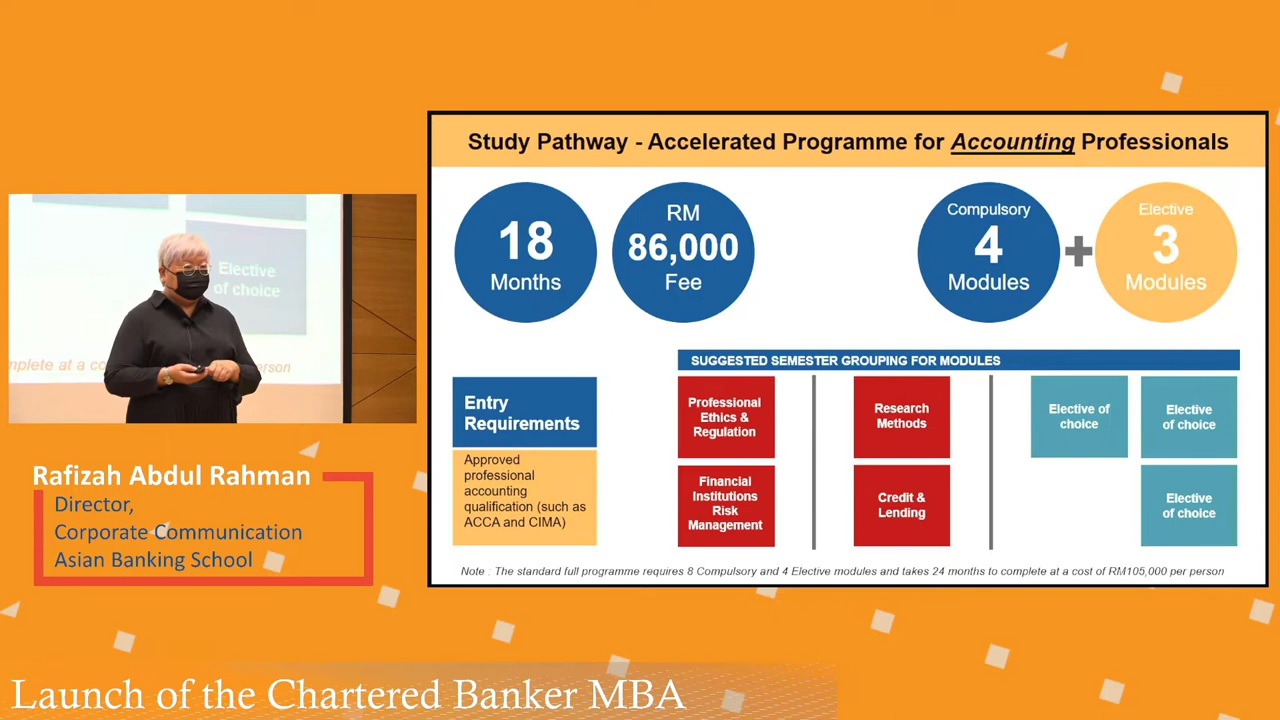 Study Pathway - Accelerated Programme for Accounting Professionals
18
Months
RM
86,000
Fee
Compulsory
4
Modules
+
Elective
3
Modules
SUGGESTED SEMESTER GROUPING FOR MODULES
Entry
Requirements
Approved
professional
accounting
qualification (such as
ACCA and CIMA)
Professional
Ethics &
Regulation
Financial
Institutions
Risk
Management
Research
Methods
Credit &
Lending
Elective of
choice
Elective
of choice
Elective
of choice
Note : The standard full programme requires 8 Compulsory and 4 Elective modules and takes 24 months to complete at a cost of RM105,000 per person
Elective
of choice
mplete at a co
erson
Rafizah Abdul Rahman
Director,
Corporate Communication
Asian Banking School
Launch of the Chartered Banker MBA